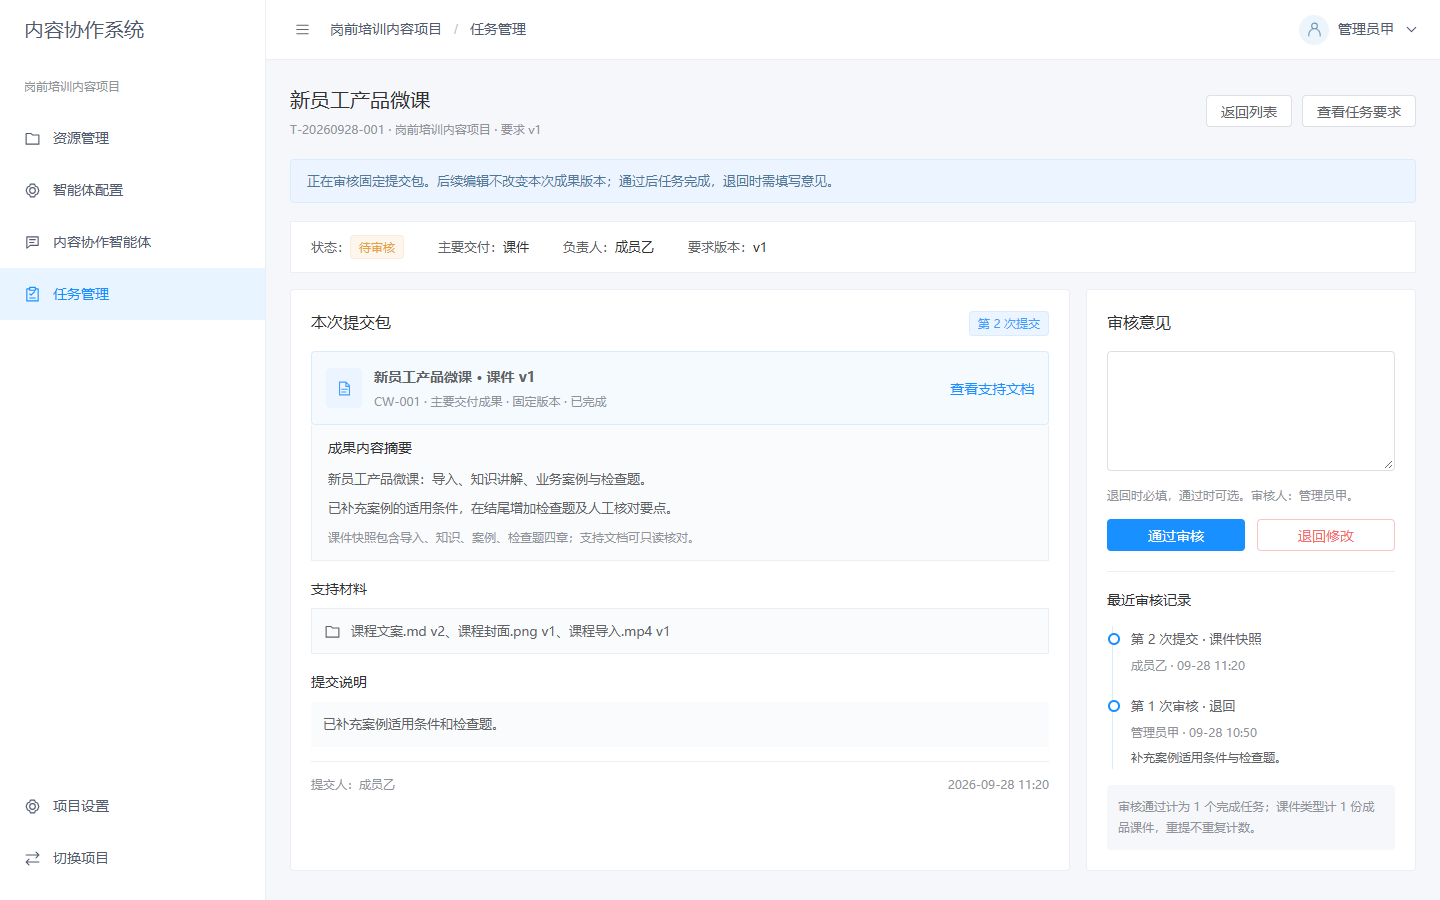 内容协作系统
岗前培训内容项目
资源管理
智能体配置
内容协作智能体
任务管理
项目设置
切换项目
岗前培训内容项目 / 任务管理
管理员甲
新员工产品微课
T-20260928-001 · 岗前培训内容项目 · 要求 v1
返回列表
查看任务要求
正在审核固定提交包。后续编辑不改变本次成果版本；通过后任务完成，退回时需填写意见。
状态： 待审核 主要交付：课件 负责人：成员乙 要求版本：v1
本次提交包
第 2 次提交
新员工产品微课 • 课件 v1
CW-001 · 主要交付成果 · 固定版本 · 已完成
查看支持文档
成果内容摘要
新员工产品微课：导入、知识讲解、业务案例与检查题。
已补充案例的适用条件，在结尾增加检查题及人工核对要点。
课件快照包含导入、知识、案例、检查题四章；支持文档可只读核对。
支持材料
课程文案.md v2、课程封面.png v1、课程导入.mp4 v1
提交说明
已补充案例适用条件和检查题。
提交人：成员乙
2026-09-28 11:20
审核意见
退回时必填，通过时可选。审核人：管理员甲。
通过审核
退回修改
最近审核记录
第 2 次提交 · 课件快照
成员乙 · 09-28 11:20
第 1 次审核 · 退回
管理员甲 · 09-28 10:50
补充案例适用条件与检查题。
审核通过计为 1 个完成任务；课件类型计 1 份成
品课件，重提不重复计数。